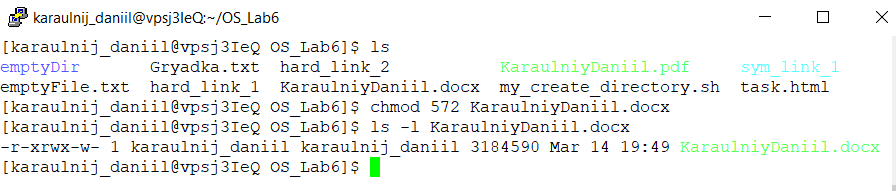 karaulnij_daniil@vpsj3IeQ:~/OS_Lab6
[karaulnij_daniil@vpsj3IeQ OS_Lab6]$ ls
emptyDir       Gryadka.txt  hard_link_2          KaraulniyDaniil.pdf     sym_link_1
emptyFile.txt  hard_link_1  KaraulniyDaniil.docx  my_create_directory.sh  task.html
[karaulnij_daniil@vpsj3IeQ OS_Lab6]$ chmod 572 KaraulniyDaniil.docx
[karaulnij_daniil@vpsj3IeQ OS_Lab6]$ ls -l KaraulniyDaniil.docx
-r-xrwx-w- 1 karaulnij_daniil karaulnij_daniil 3184590 Mar 14 19:49 KaraulniyDaniil.docx
[karaulnij_daniil@vpsj3IeQ OS_Lab6]$